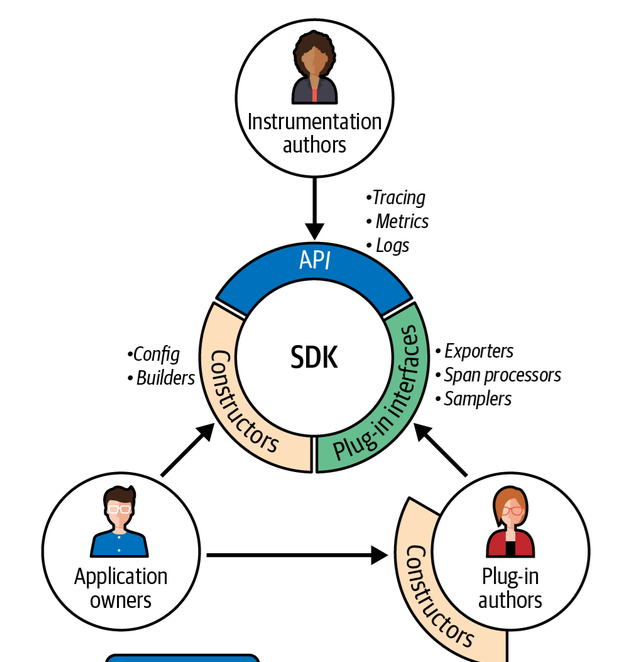 Instrumentation
authors
•Tracing
• Metrics
• Logs
API
•Config
• Builders
Constructors
SDK
Plug-in interfaces
• Exporters
• Span processors
• Samplers
Application
owners
Constructors
Plug-in
authors